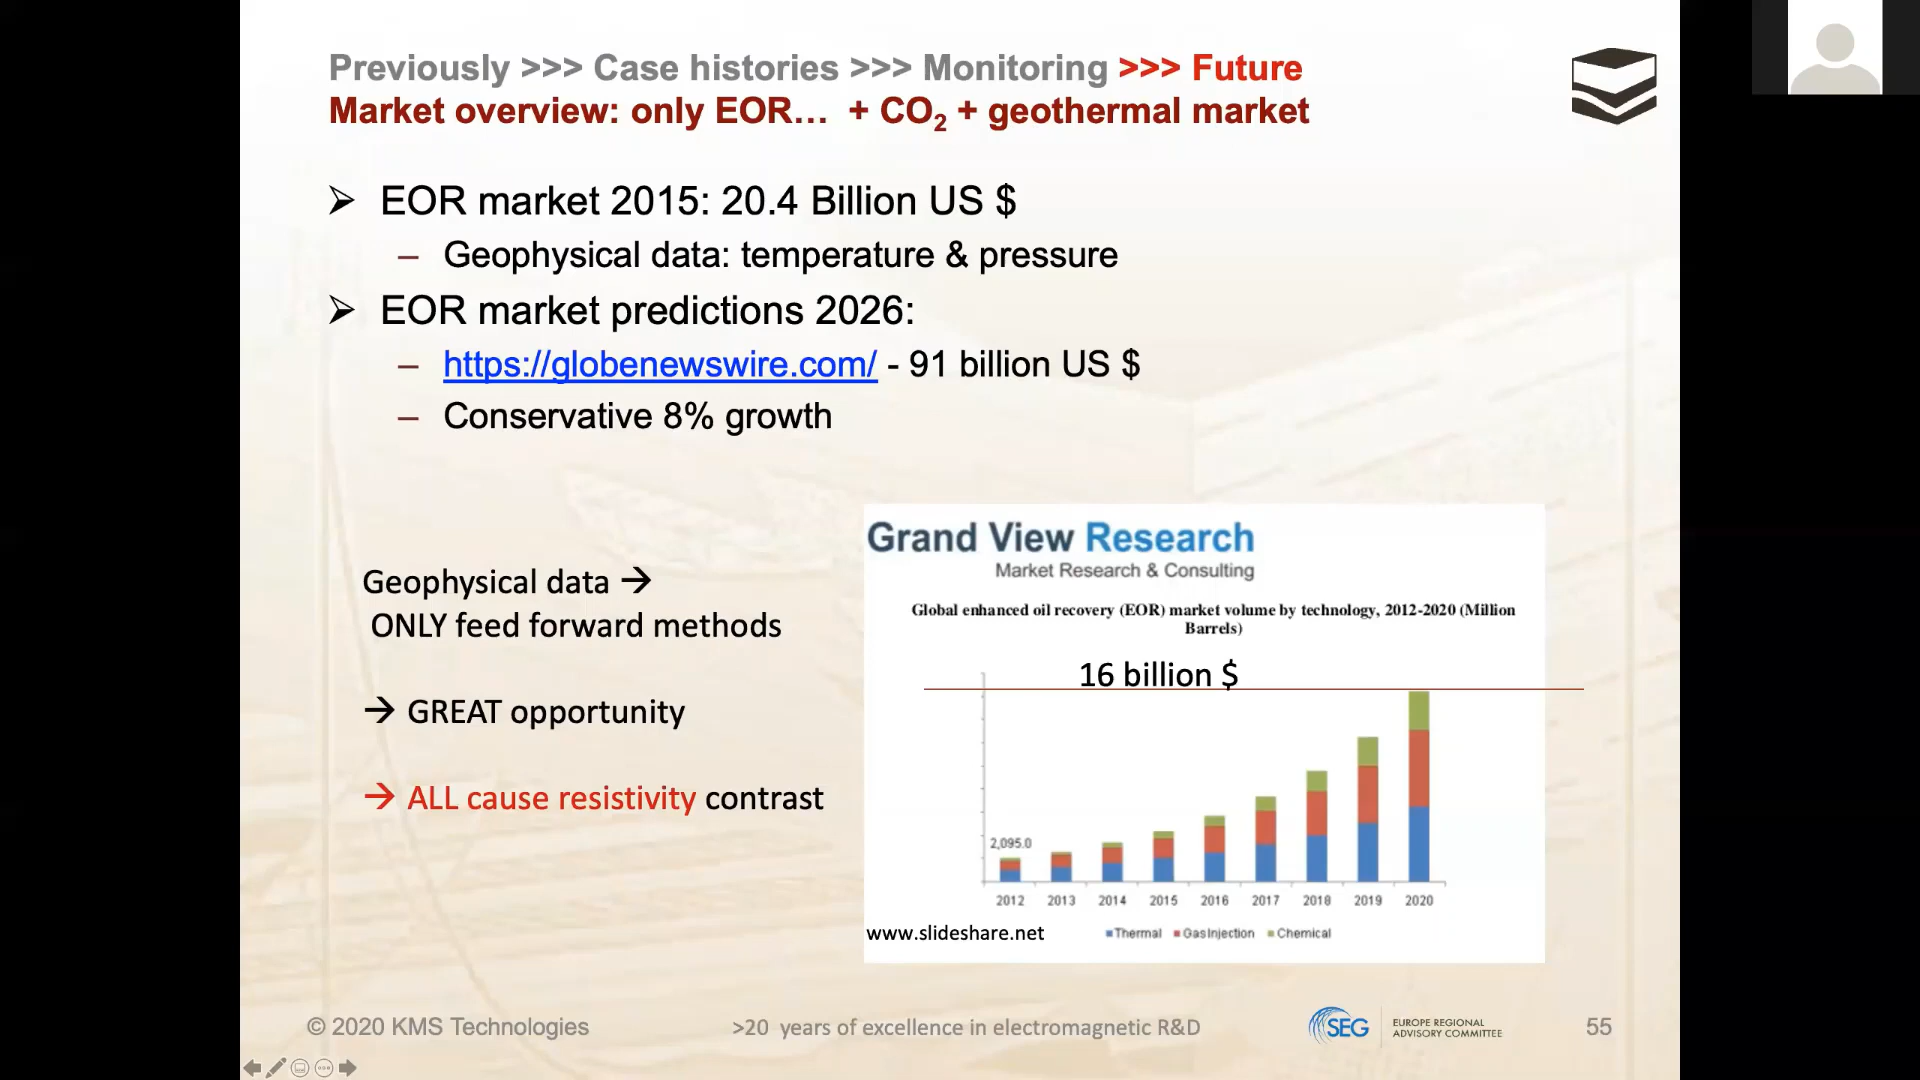 Previously >>> Case histories >>> Monitoring >>> Future
Market overview: only EOR… + CO₂ + geothermal market
➢ EOR market 2015: 20.4 Billion US $
– Geophysical data: temperature & pressure
➢ EOR market predictions 2026:
– https://globenewswire.com/ - 91 billion US $
– Conservative 8% growth
Geophysical data →
ONLY feed forward methods
→ GREAT opportunity
→ ALL cause resistivity contrast
Grand View Research
Market Research & Consulting
Global enhanced oil recovery (EOR) market volume by technology, 2012-2020 (Million
Barrels)
16 billion $
2,095.0
2012 2013 2014 2015 2016 2017 2018 2019 2020
www.slideshare.net
Thermal Gas Injection Chemical
© 2020 KMS Technologies
>20 years of excellence in electromagnetic R&D
SEG
EUROPE REGIONAL
ADVISORY COMMITTEE
55